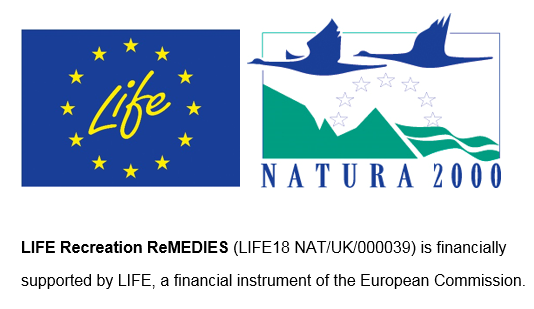 Life
NATURA 2000
LIFE Recreation ReMEDIES (LIFE18 NAT/UK/000039) is financially
supported by LIFE, a financial instrument of the European Commission.